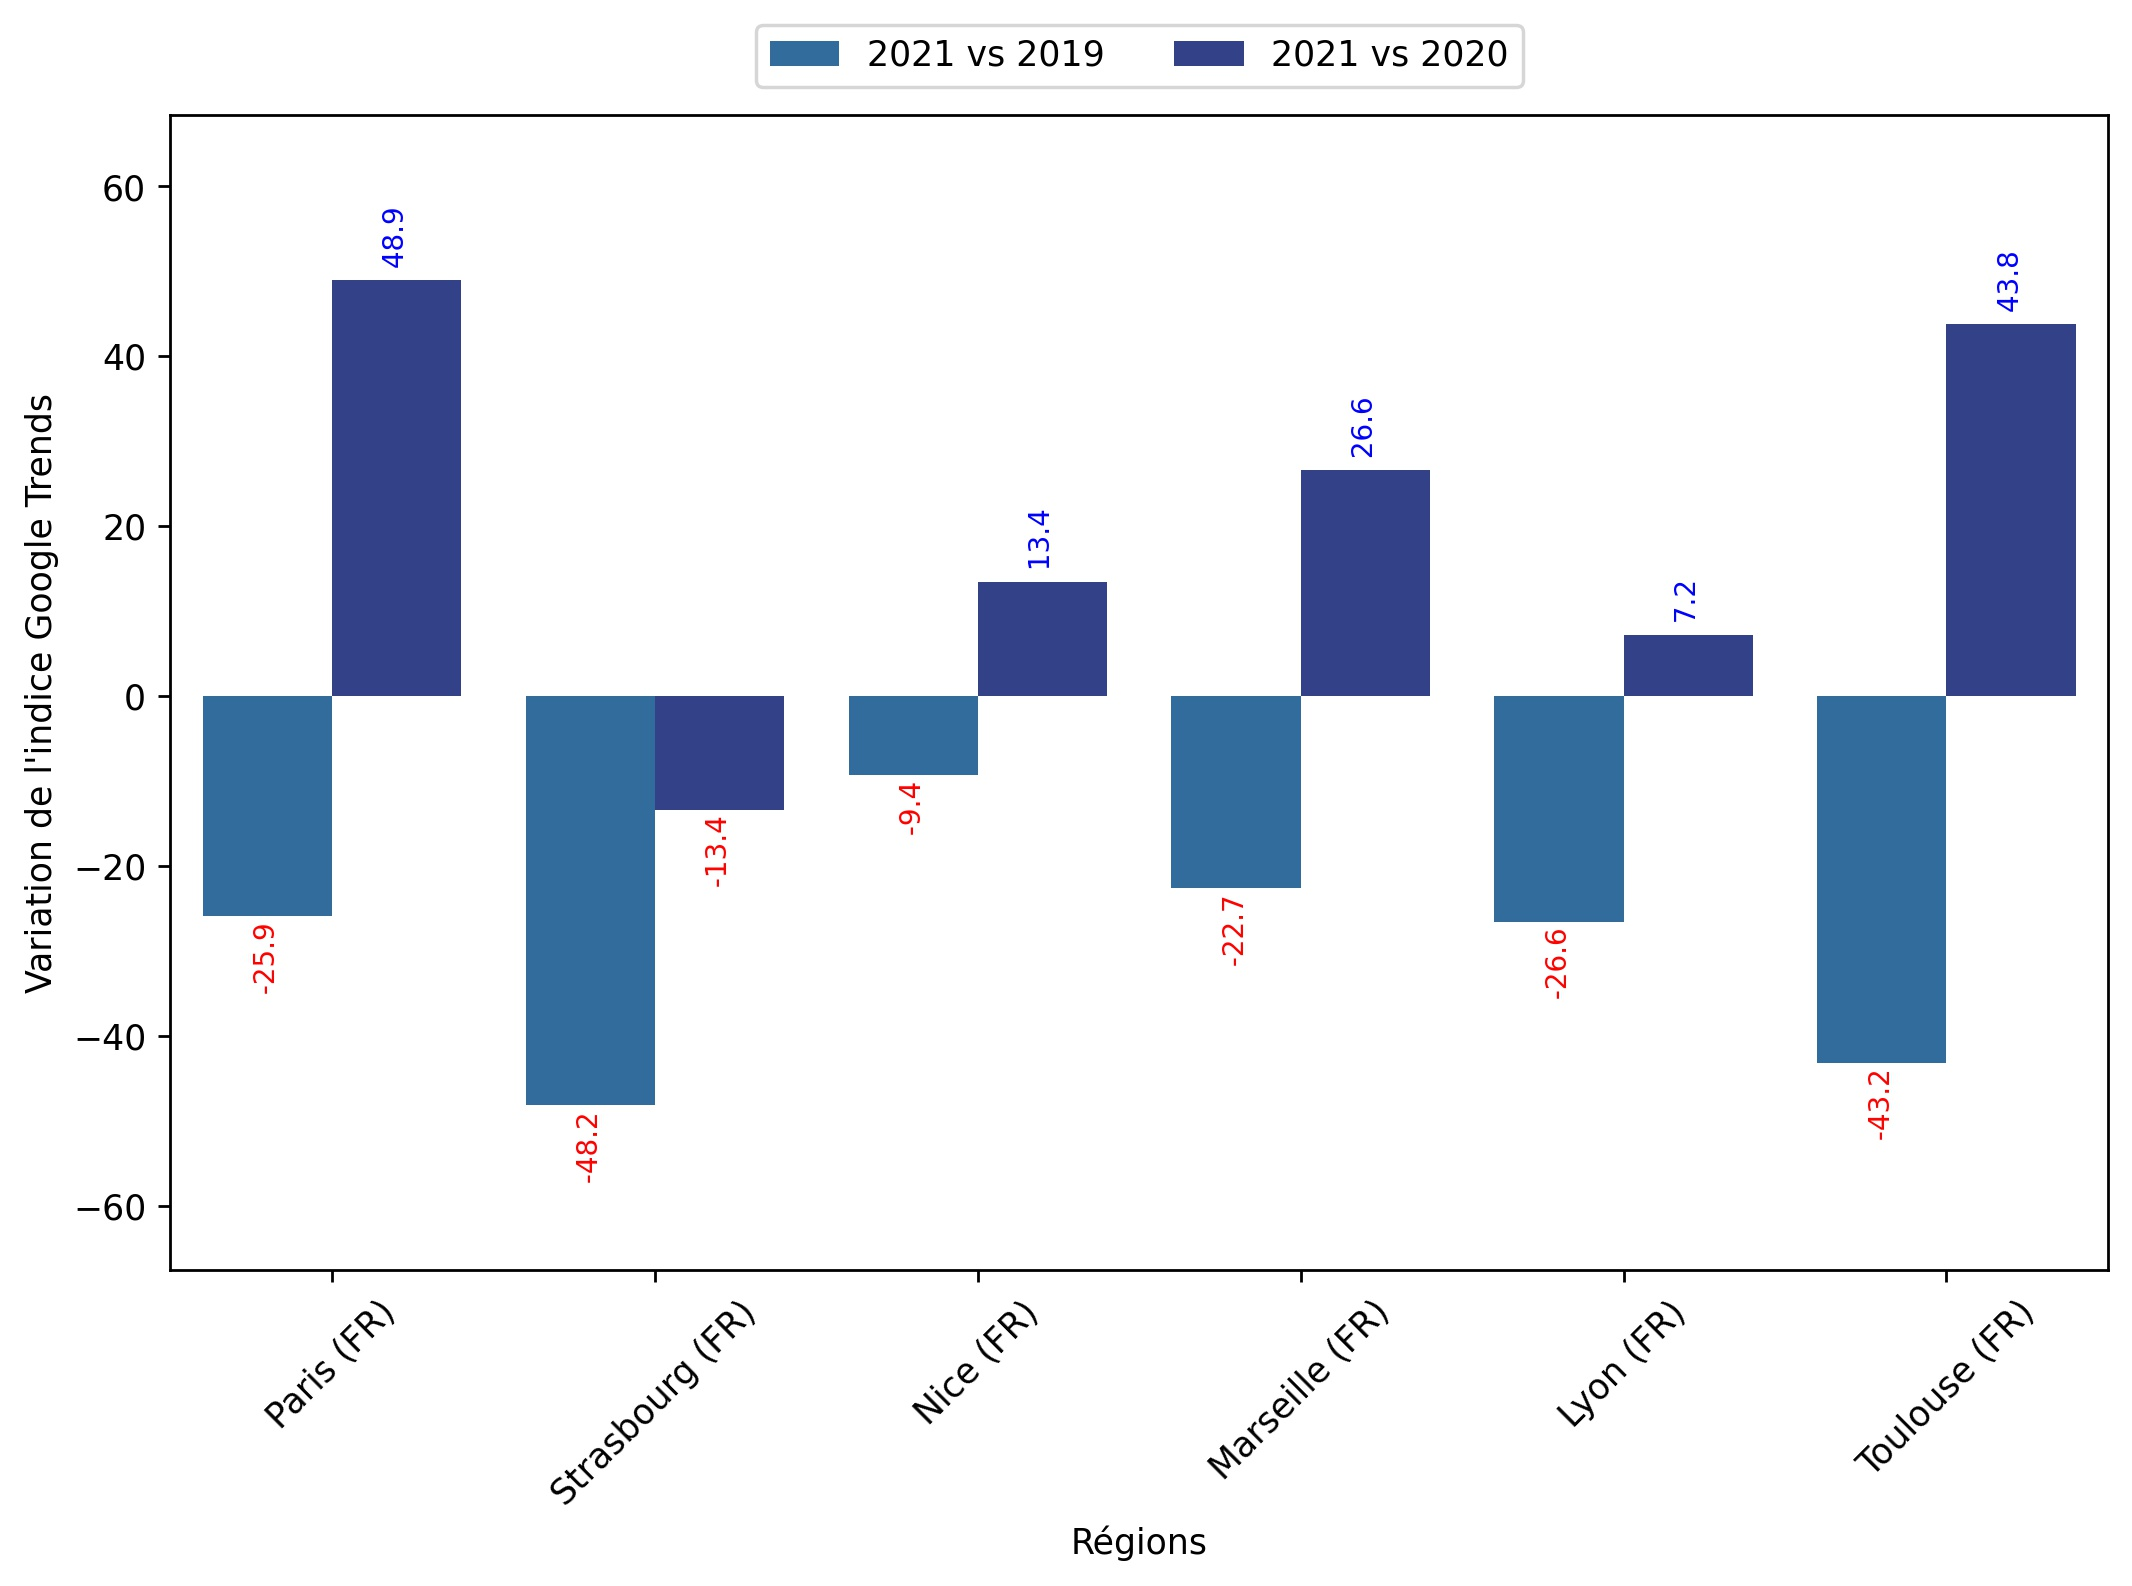 2021 vs 2019
2021 vs 2020
Variation de l'indice Google Trends
60
40
20
0
−20
−40
−60
-25.9
48.9
-48.2
-13.4
-9.4
13.4
-22.7
26.6
-26.6
7.2
-43.2
43.8
Paris (FR)
Strasbourg (FR)
Nice (FR)
Marseille (FR)
Lyon (FR)
Toulouse (FR)
Régions